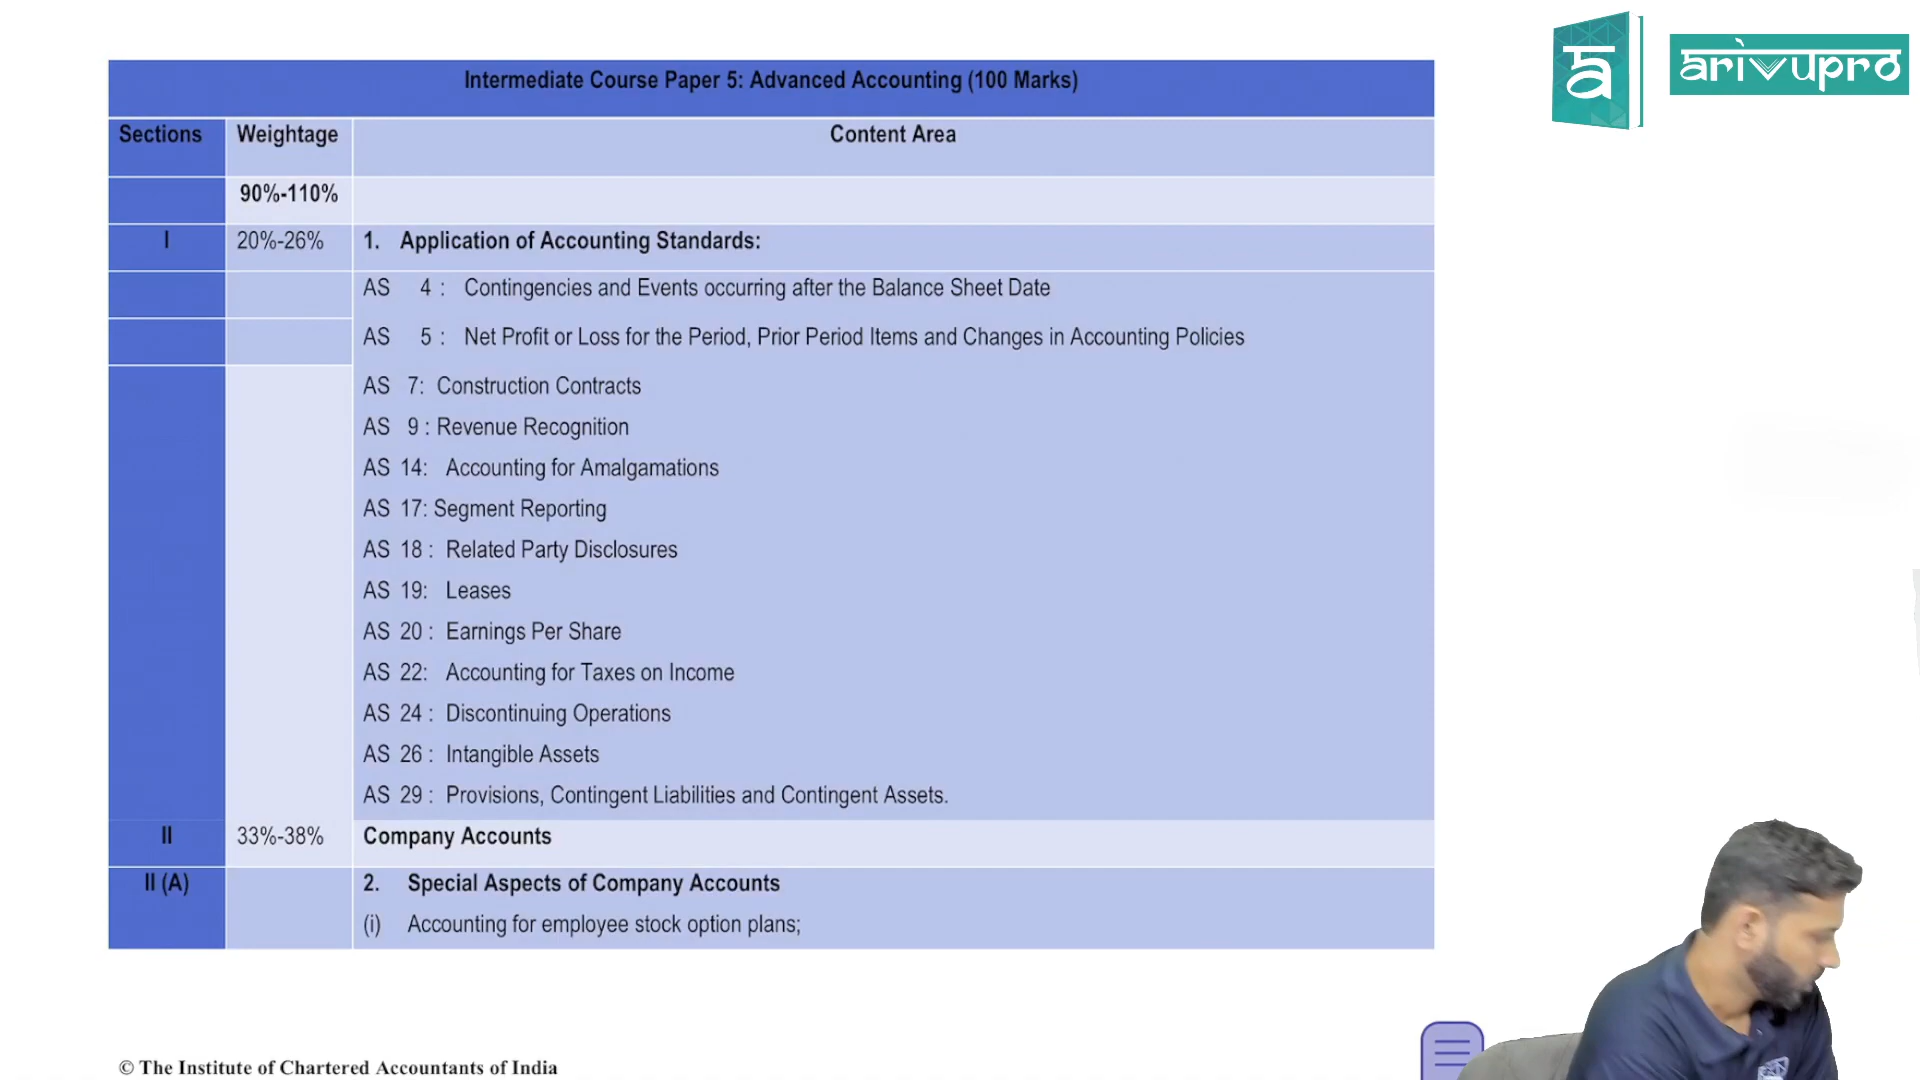 arivupro
Intermediate Course Paper 5: Advanced Accounting (100 Marks)
Sections Weightage Content Area
90%-110%
I 20%-26% 1. Application of Accounting Standards:
AS 4 : Contingencies and Events occurring after the Balance Sheet Date
AS 5 : Net Profit or Loss for the Period, Prior Period Items and Changes in Accounting Policies
AS 7: Construction Contracts
AS 9 : Revenue Recognition
AS 14: Accounting for Amalgamations
AS 17: Segment Reporting
AS 18 : Related Party Disclosures
AS 19: Leases
AS 20 : Earnings Per Share
AS 22: Accounting for Taxes on Income
AS 24 : Discontinuing Operations
AS 26 : Intangible Assets
AS 29 : Provisions, Contingent Liabilities and Contingent Assets.
II 33%-38% Company Accounts
II (A) 2. Special Aspects of Company Accounts
(i) Accounting for employee stock option plans;
© The Institute of Chartered Accountants of India